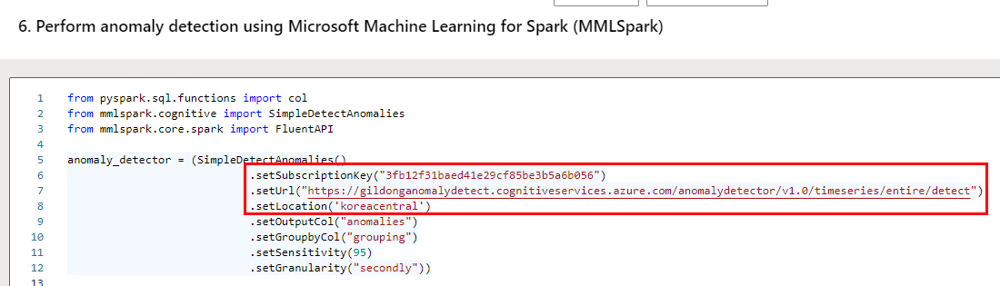 6. Perform anomaly detection using Microsoft Machine Learning for Spark (MMLSpark)
1 from pyspark.sql.functions import col
2 from mmlspark.cognitive import SimpleDetectAnomalies
3 from mmlspark.core.spark import FluentAPI
4
5 anomaly_detector = (SimpleDetectAnomalies()
6 .setSubscriptionKey("3fb12f31baed41e29cf85be3b5a6b056")
7 .setUrl("https://gildonganomalydetect.cognitiveservices.azure.com/anomalydetector/v1.0/timeseries/entire/detect")
8 .setLocation('koreacentral')
9 .setOutputCol("anomalies")
10 .setGroupbyCol("grouping")
11 .setSensitivity(95)
12 .setGranularity("secondly"))
13